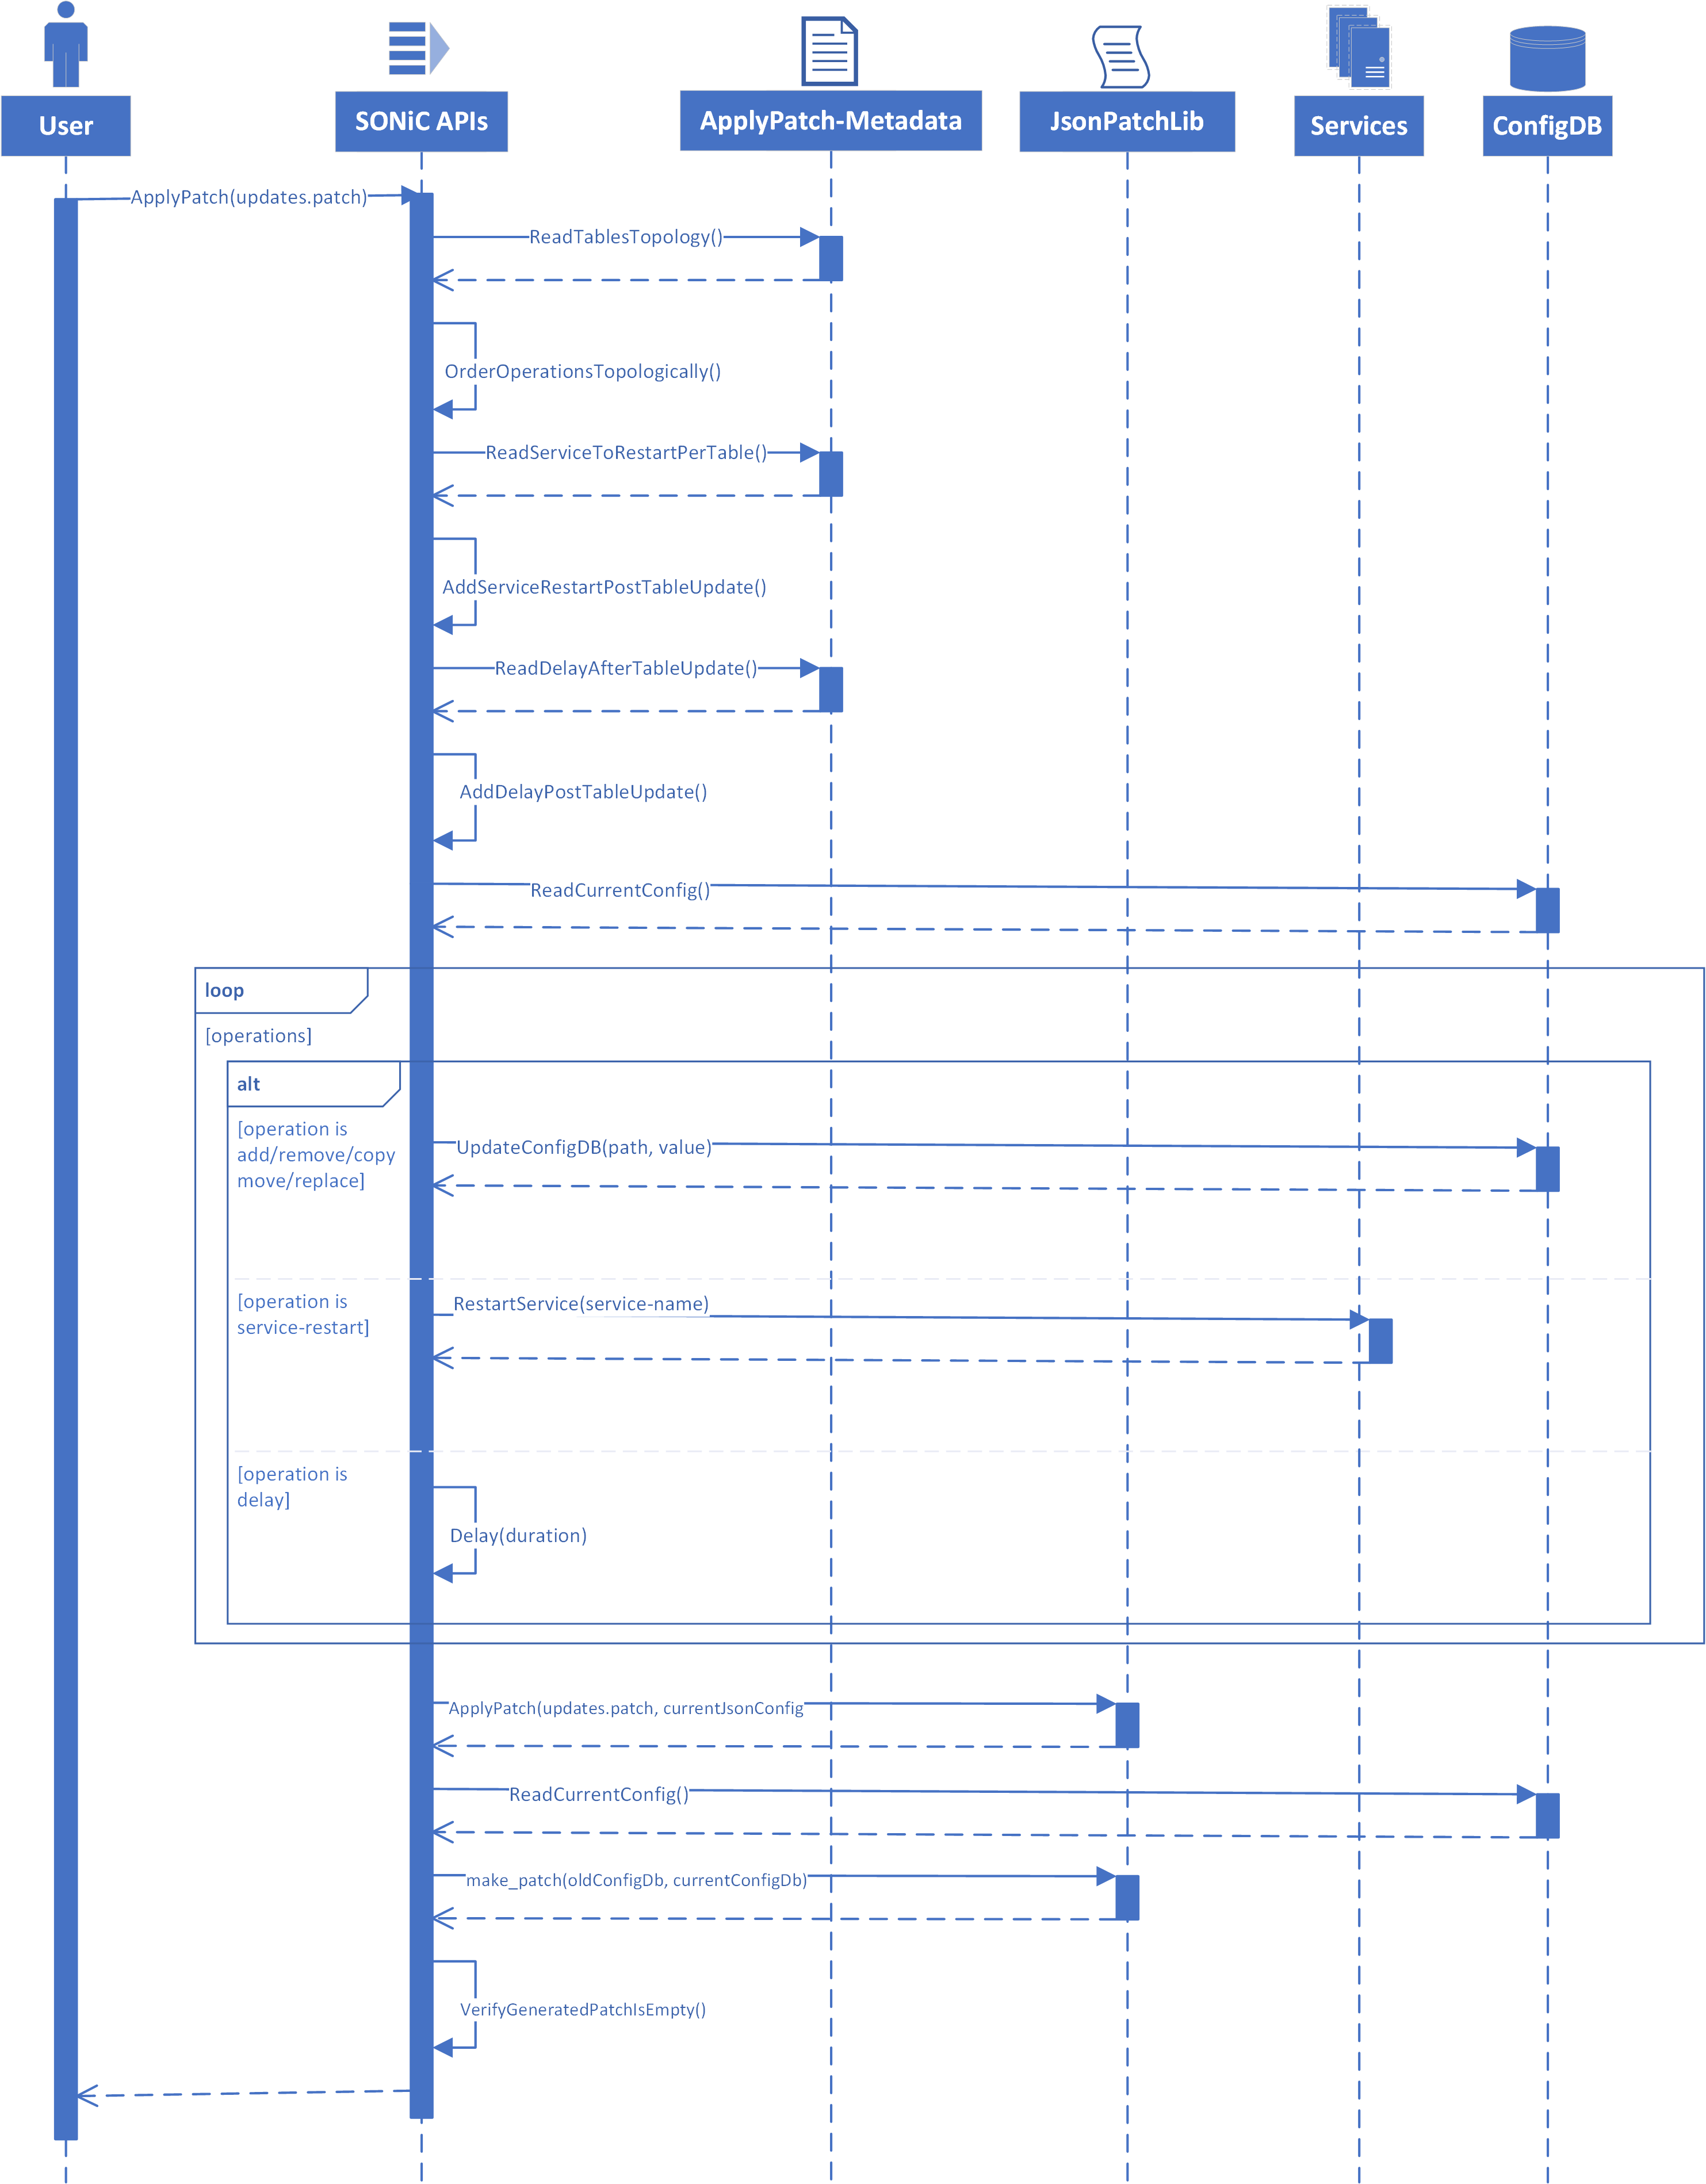 User
SONiC APIs
ApplyPatch-Metadata
JsonPatchLib
Services
ConfigDB
ApplyPatch(updates.patch)
ReadTablesTopology()
OrderOperationsTopologically()
ReadServiceToRestartPerTable()
AddServiceRestartPostTableUpdate()
ReadDelayAfterTableUpdate()
AddDelayPostTableUpdate()
ReadCurrentConfig()
loop
[operations]
alt
[operation is
add/remove/copy
move/replace]
UpdateConfigDB(path, value)
[operation is
service-restart]
RestartService(service-name)
[operation is
delay]
Delay(duration)
ApplyPatch(updates.patch, currentJsonConfig
ReadCurrentConfig()
make_patch(oldConfigDb, currentConfigDb)
VerifyGeneratedPatchIsEmpty()